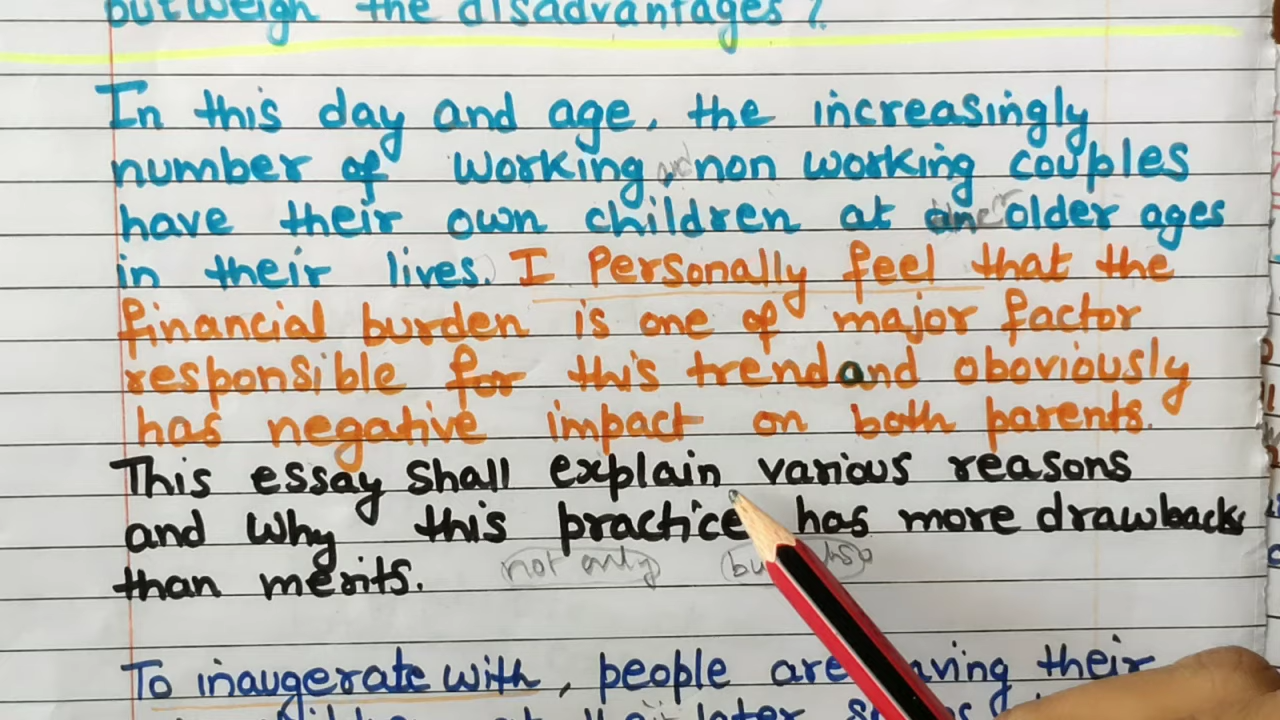 outweigh the disadvantages?
In this day and age, the increasingly
number of working, and non working couples
have their own children at older ages
in their lives. I Personally feel that the
financial burden is one of major factor
responsible for this trend and oboviously
has negative impact on both parents.
This essay shall explain various reasons
and why this practice has more drawbacks
than merits. not only
To inaugerate with, people are their